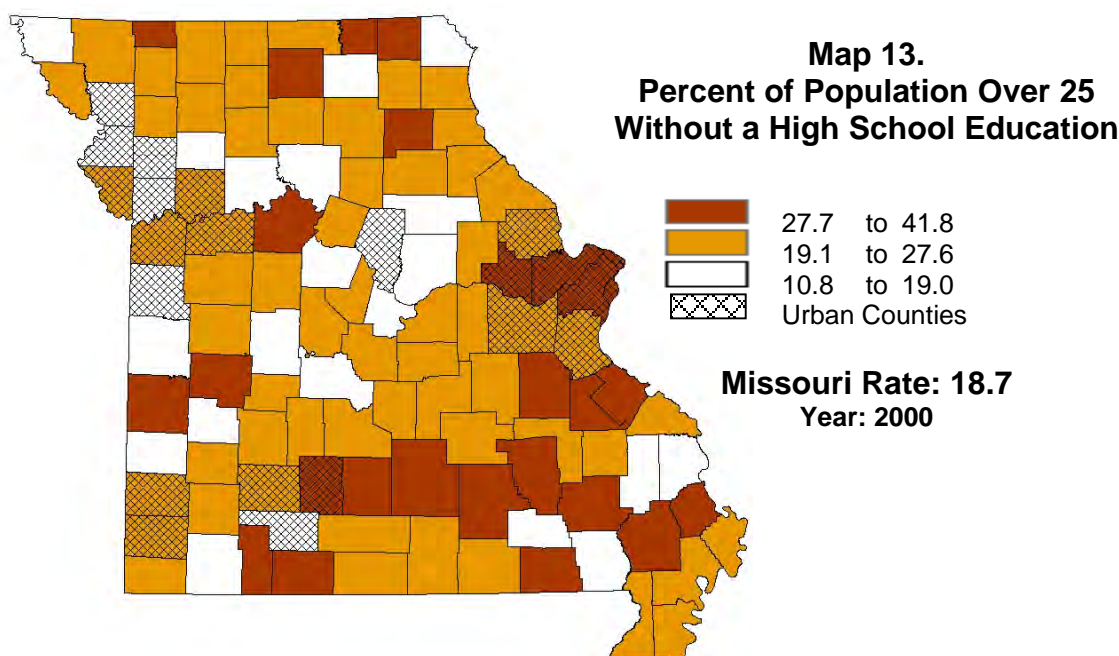 Map 13.
Percent of Population Over 25
Without a High School Education
27.7 to 41.8
19.1 to 27.6
10.8 to 19.0
Urban Counties
Missouri Rate: 18.7
Year: 2000